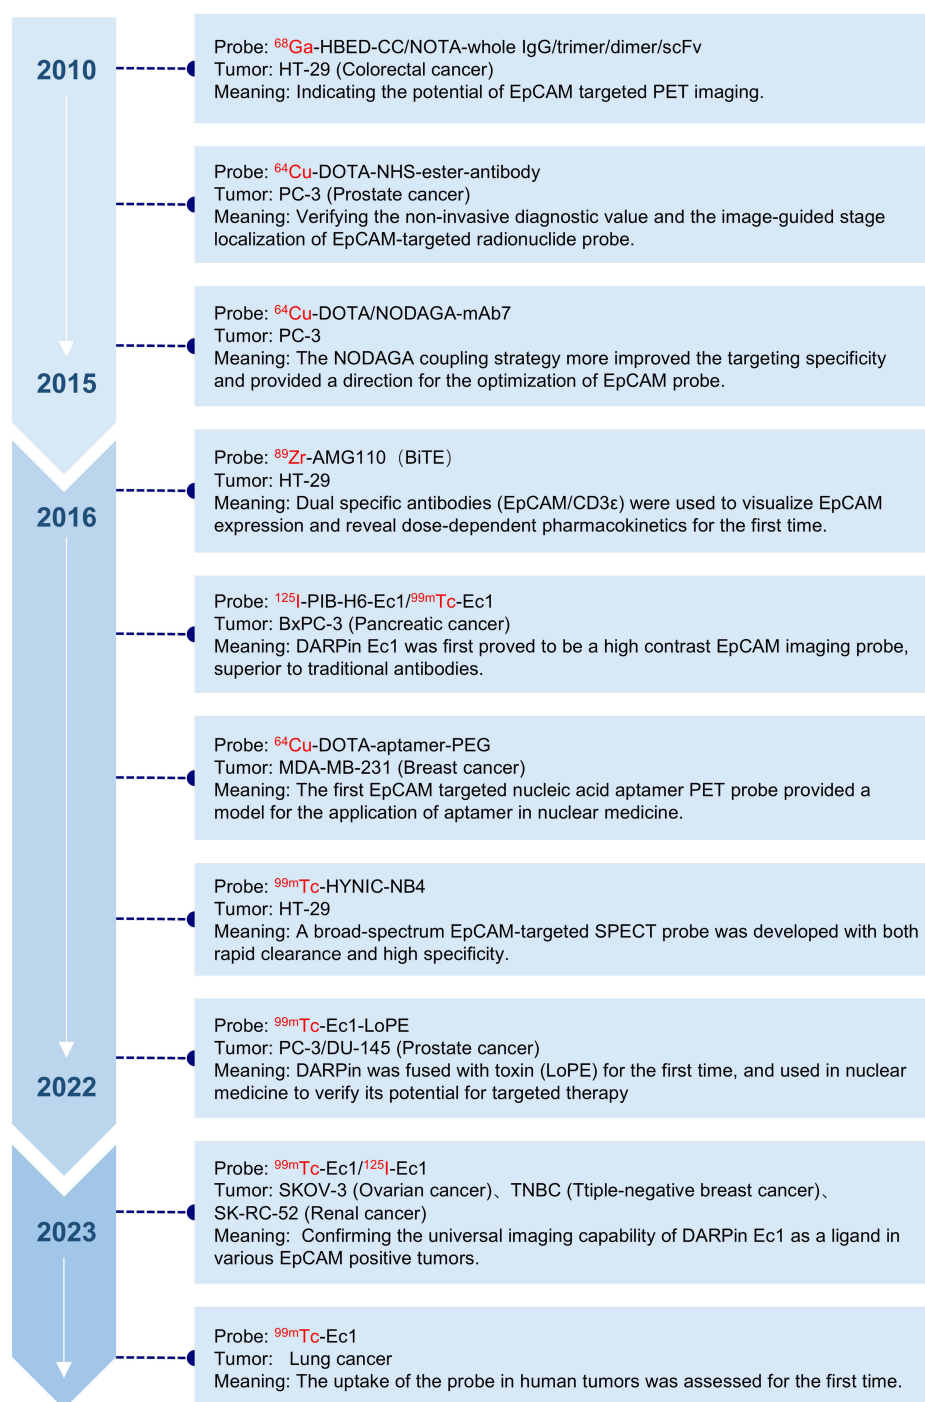 2010
Probe: ⁶⁸Ga-HBED-CC/NOTA-whole IgG/trimer/dimer/scFv
Tumor: HT-29 (Colorectal cancer)
Meaning: Indicating the potential of EpCAM targeted PET imaging.
Probe: ⁶⁴Cu-DOTA-NHS-ester-antibody
Tumor: PC-3 (Prostate cancer)
Meaning: Verifying the non-invasive diagnostic value and the image-guided stage
localization of EpCAM-targeted radionuclide probe.
Probe: ⁶⁴Cu-DOTA/NODAGA-mAb7
Tumor: PC-3
Meaning: The NODAGA coupling strategy more improved the targeting specificity
and provided a direction for the optimization of EpCAM probe.
2015
2016
Probe: ⁸⁹Zr-AMG110（BiTE）
Tumor: HT-29
Meaning: Dual specific antibodies (EpCAM/CD3ε) were used to visualize EpCAM
expression and reveal dose-dependent pharmacokinetics for the first time.
Probe: ¹²⁵I-PIB-H6-Ec1/⁹⁹ᵐTc-Ec1
Tumor: BxPC-3 (Pancreatic cancer)
Meaning: DARPin Ec1 was first proved to be a high contrast EpCAM imaging probe,
superior to traditional antibodies.
Probe: ⁶⁴Cu-DOTA-aptamer-PEG
Tumor: MDA-MB-231 (Breast cancer)
Meaning: The first EpCAM targeted nucleic acid aptamer PET probe provided a
model for the application of aptamer in nuclear medicine.
Probe: ⁹⁹ᵐTc-HYNIC-NB4
Tumor: HT-29
Meaning: A broad-spectrum EpCAM-targeted SPECT probe was developed with both
rapid clearance and high specificity.
Probe: ⁹⁹ᵐTc-Ec1-LoPE
Tumor: PC-3/DU-145 (Prostate cancer)
Meaning: DARPin was fused with toxin (LoPE) for the first time, and used in nuclear
medicine to verify its potential for targeted therapy
2022
2023
Probe: ⁹⁹ᵐTc-Ec1/¹²⁵I-Ec1
Tumor: SKOV-3 (Ovarian cancer)、TNBC (Ttiple-negative breast cancer)、
SK-RC-52 (Renal cancer)
Meaning: Confirming the universal imaging capability of DARPin Ec1 as a ligand in
various EpCAM positive tumors.
Probe: ⁹⁹ᵐTc-Ec1
Tumor: Lung cancer
Meaning: The uptake of the probe in human tumors was assessed for the first time.